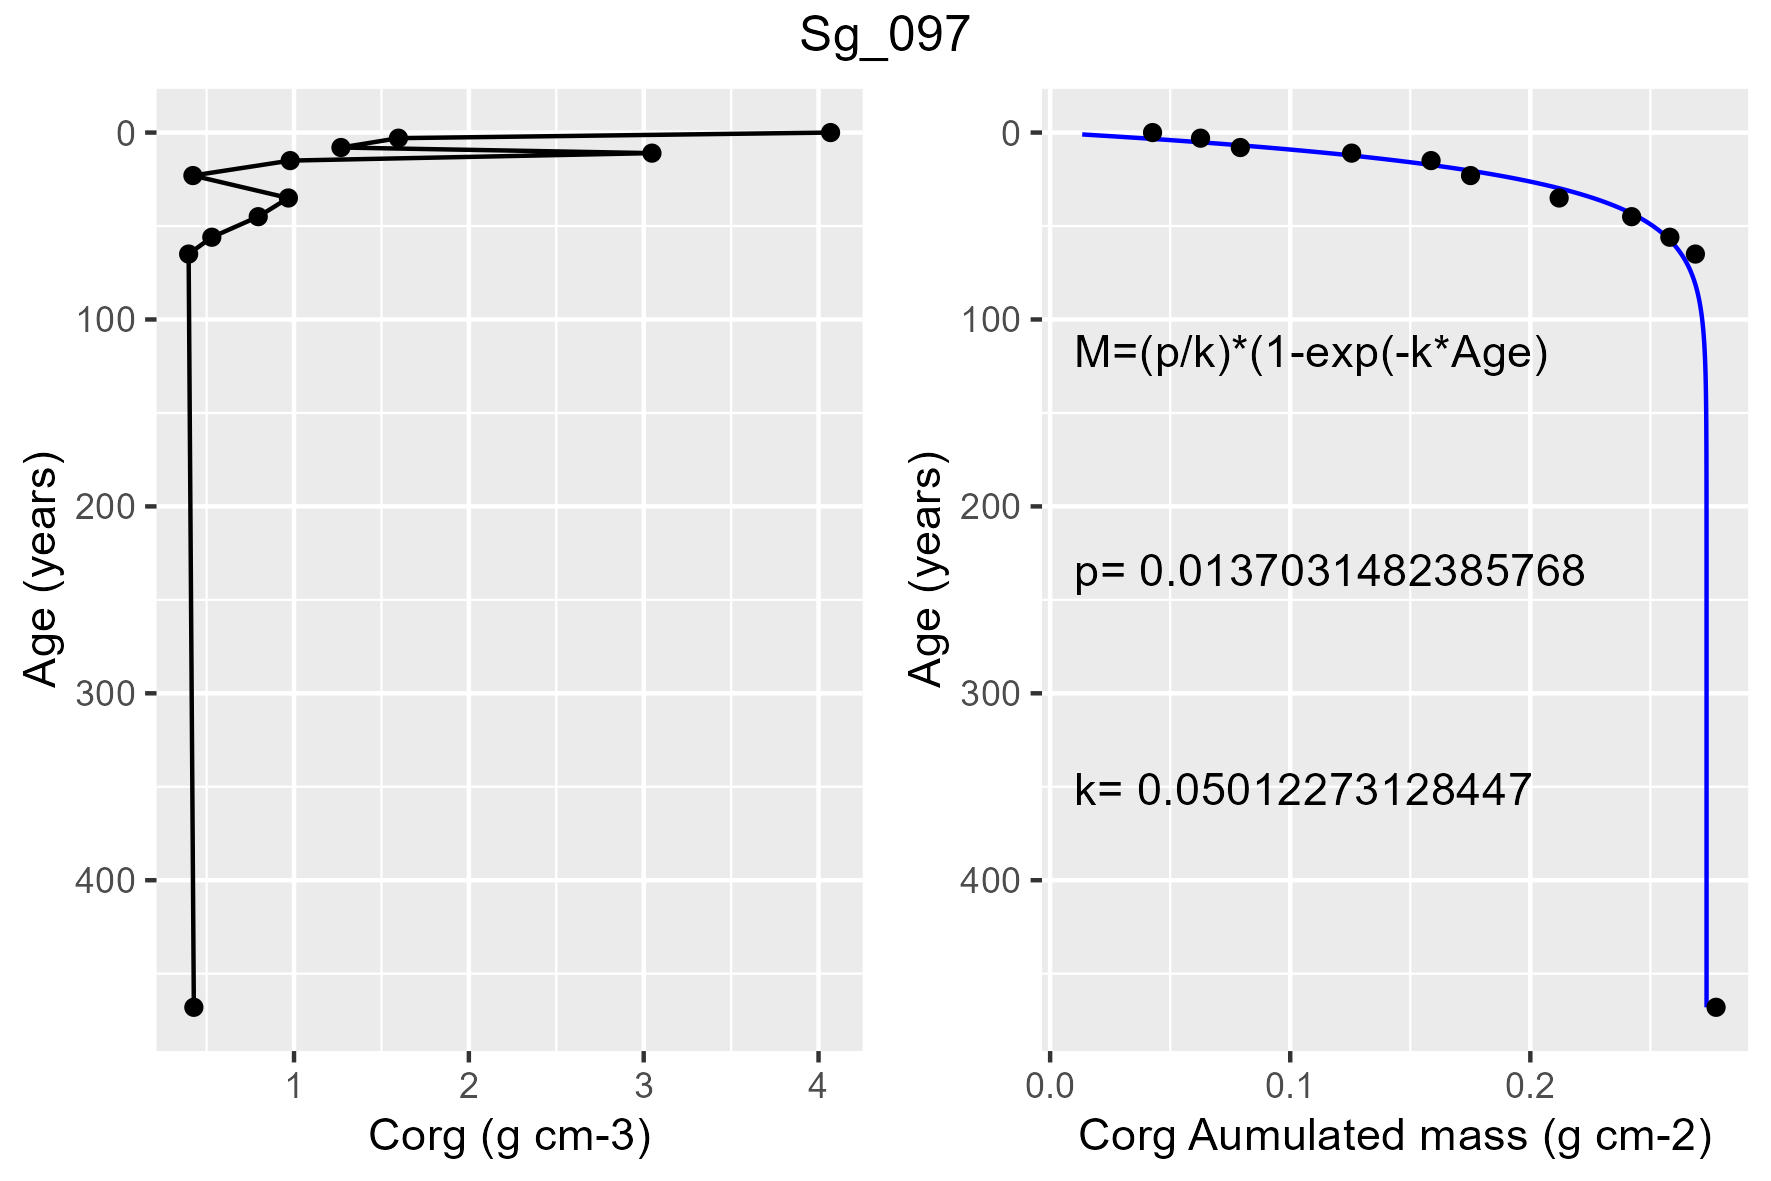 Sg_097
0
100
200
300
400
Age (years)
1
2
3
4
Corg (g cm-3)
0
100
200
300
400
Age (years)
M=(p/k)*(1-exp(-k*Age)
p= 0.0137031482385768
k= 0.05012273128447
0.0
0.1
0.2
Corg Aumulated mass (g cm-2)